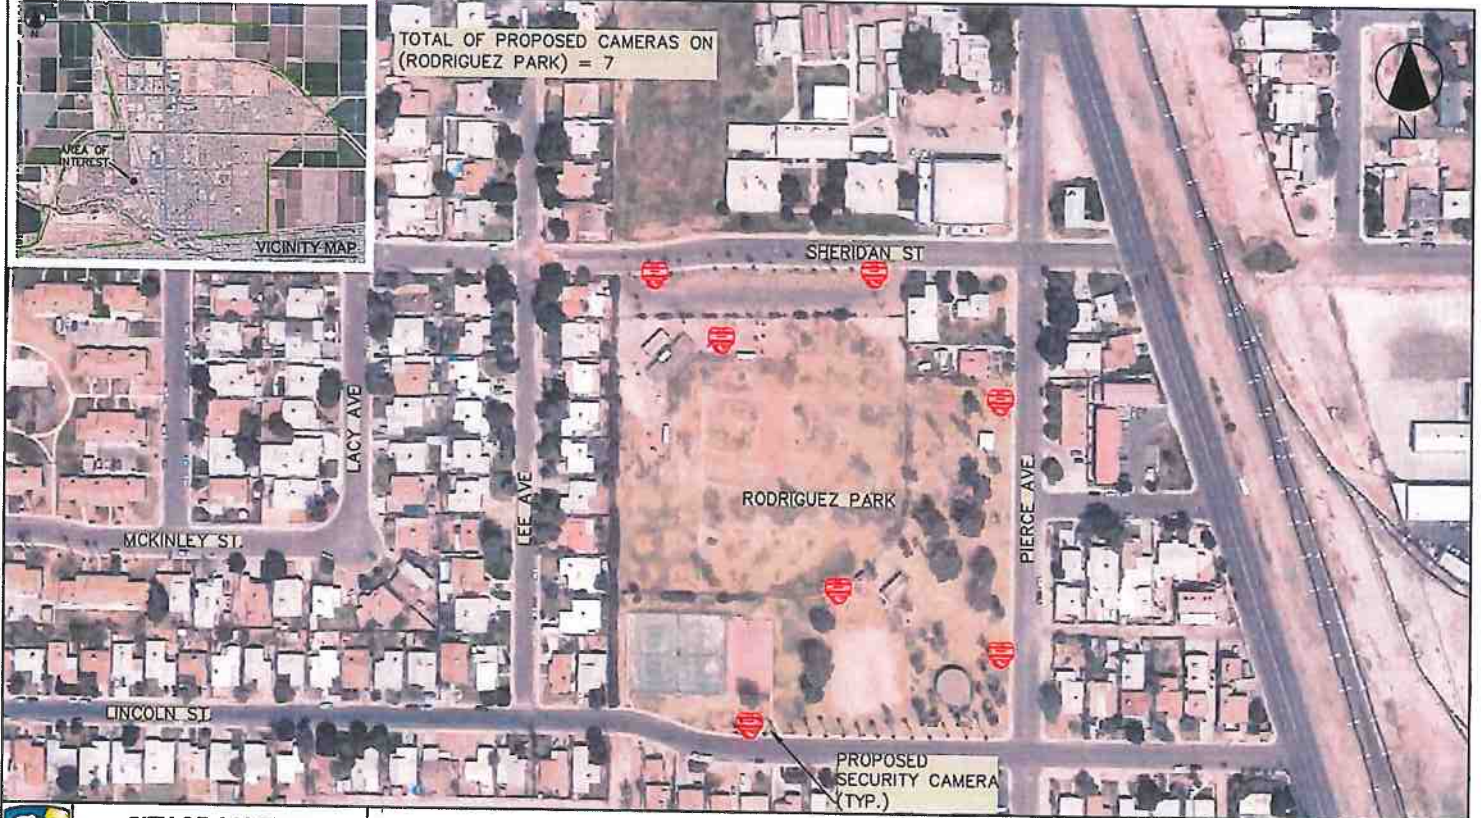 N
TOTAL OF PROPOSED CAMERAS ON
(RODRIGUEZ PARK) = 7
N
AREA OF
INTEREST
VICINITY MAP
SHERIDAN ST
LACY AVE
LEE AVE
PIERCE AVE
RODRIGUEZ PARK
MCKINLEY ST.
LINCOLN ST.
PROPOSED
SECURITY CAMERA
(TYP.)